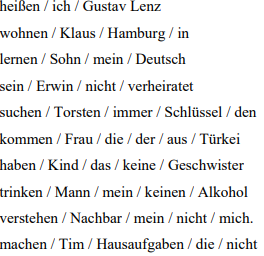 heißen / ich / Gustav Lenz
wohnen / Klaus / Hamburg / in
lernen / Sohn / mein / Deutsch
sein / Erwin / nicht / verheiratet
suchen / Torsten / immer / Schlüssel / den
kommen / Frau / die / der / aus / Türkei
haben / Kind / das / keine / Geschwister
trinken / Mann / mein / keinen / Alkohol
verstehen / Nachbar / mein / nicht / mich.
machen / Tim / Hausaufgaben / die / nicht